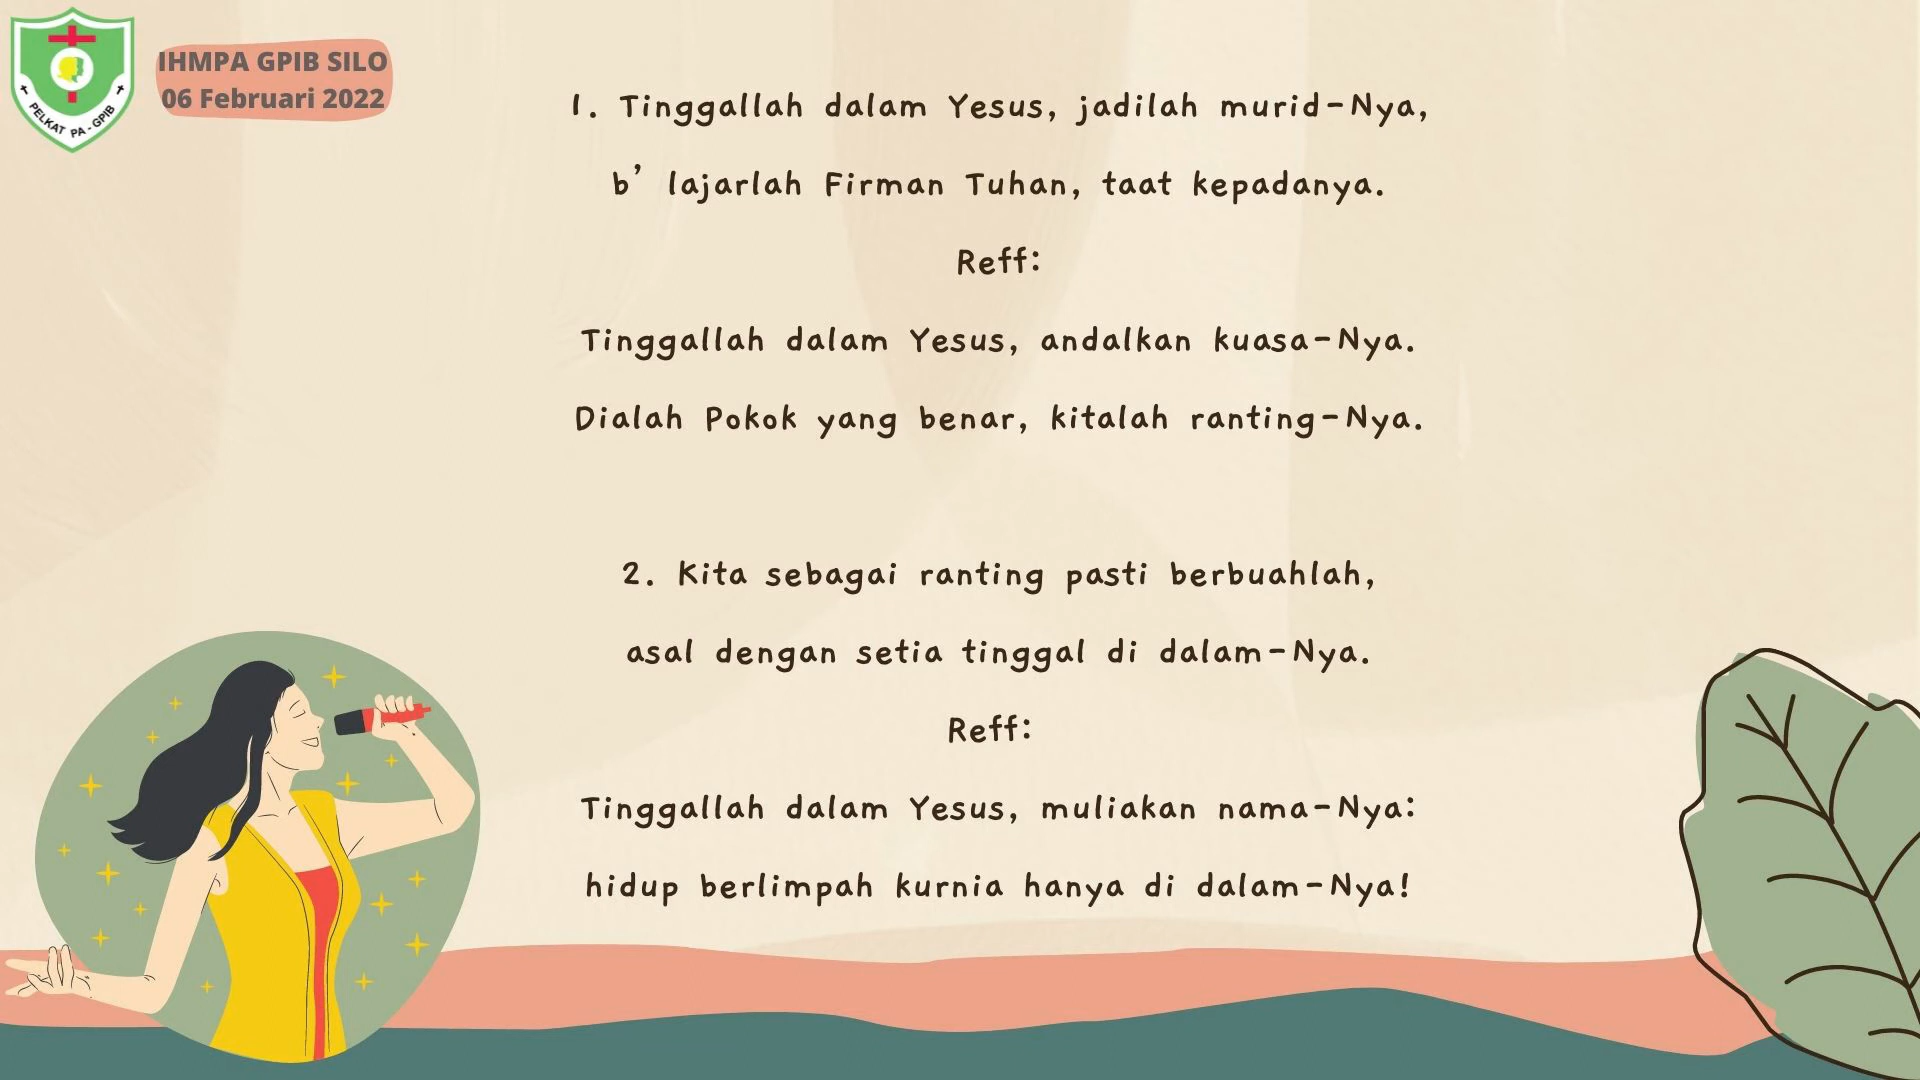 PELKAT PA - GPIB
IHMPA GPIB SILO
06 Februari 2022
1. Tinggallah dalam Yesus, jadilah murid-Nya,
b' lajarlah Firman Tuhan, taat kepadanya.
Reff:
Tinggallah dalam Yesus, andalkan kuasa-Nya.
Dialah Pokok yang benar, kitalah ranting-Nya.
2. Kita sebagai ranting pasti berbuahlah,
asal dengan setia tinggal di dalam-Nya.
Reff:
Tinggallah dalam Yesus, muliakan nama-Nya:
hidup berlimpah kurnia hanya di dalam-Nya!